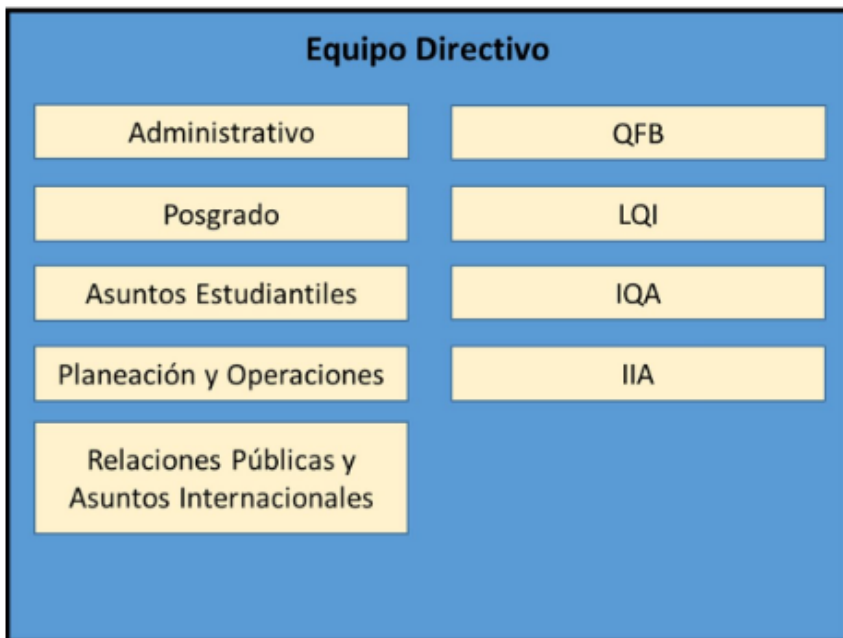 Equipo Directivo
Administrativo
Posgrado
Asuntos Estudiantiles
Planeación y Operaciones
Relaciones Públicas y
Asuntos Internacionales
QFB
LQI
IQA
IIA